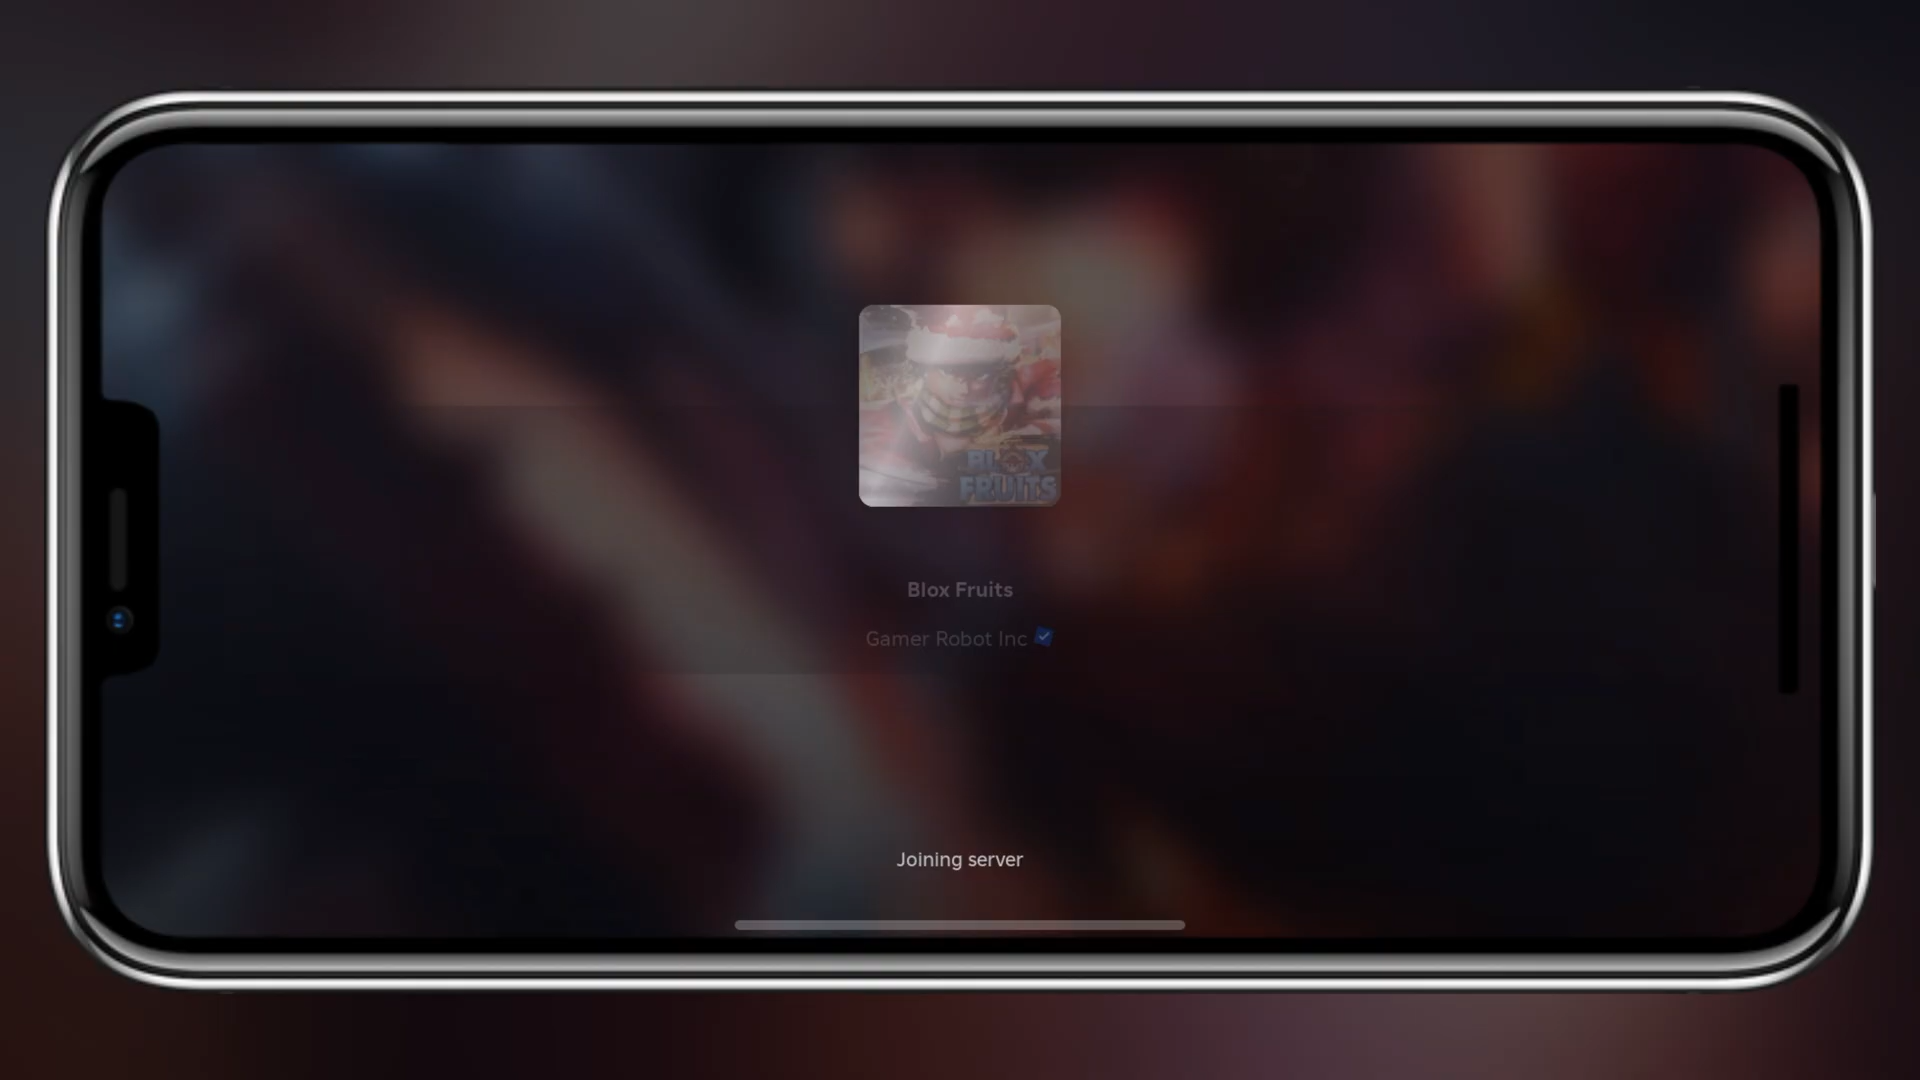 BLOX
FRUITS
Blox Fruits
Gamer Robot Inc
Joining server